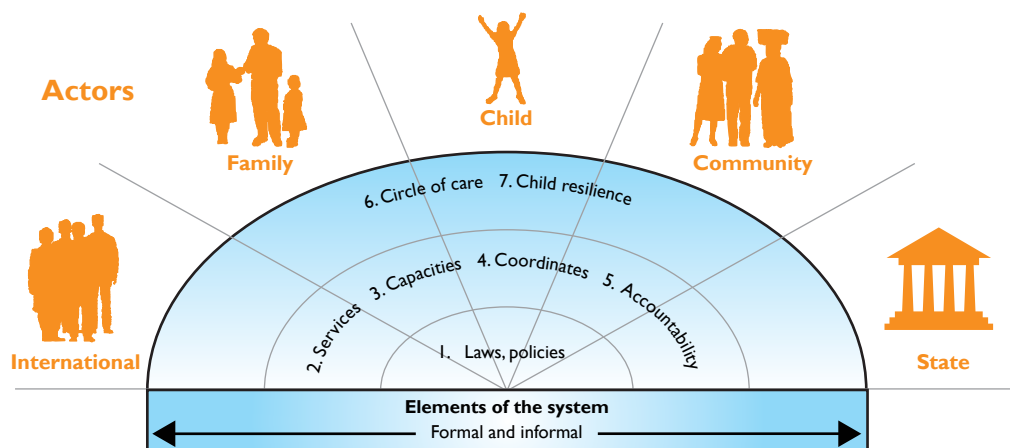 Actors
International
Family
Child
Community
State
6. Circle of care
7. Child resilience
2. Services
3. Capacities
4. Coordinates
5. Accountability
1. Laws, policies
Elements of the system
Formal and informal